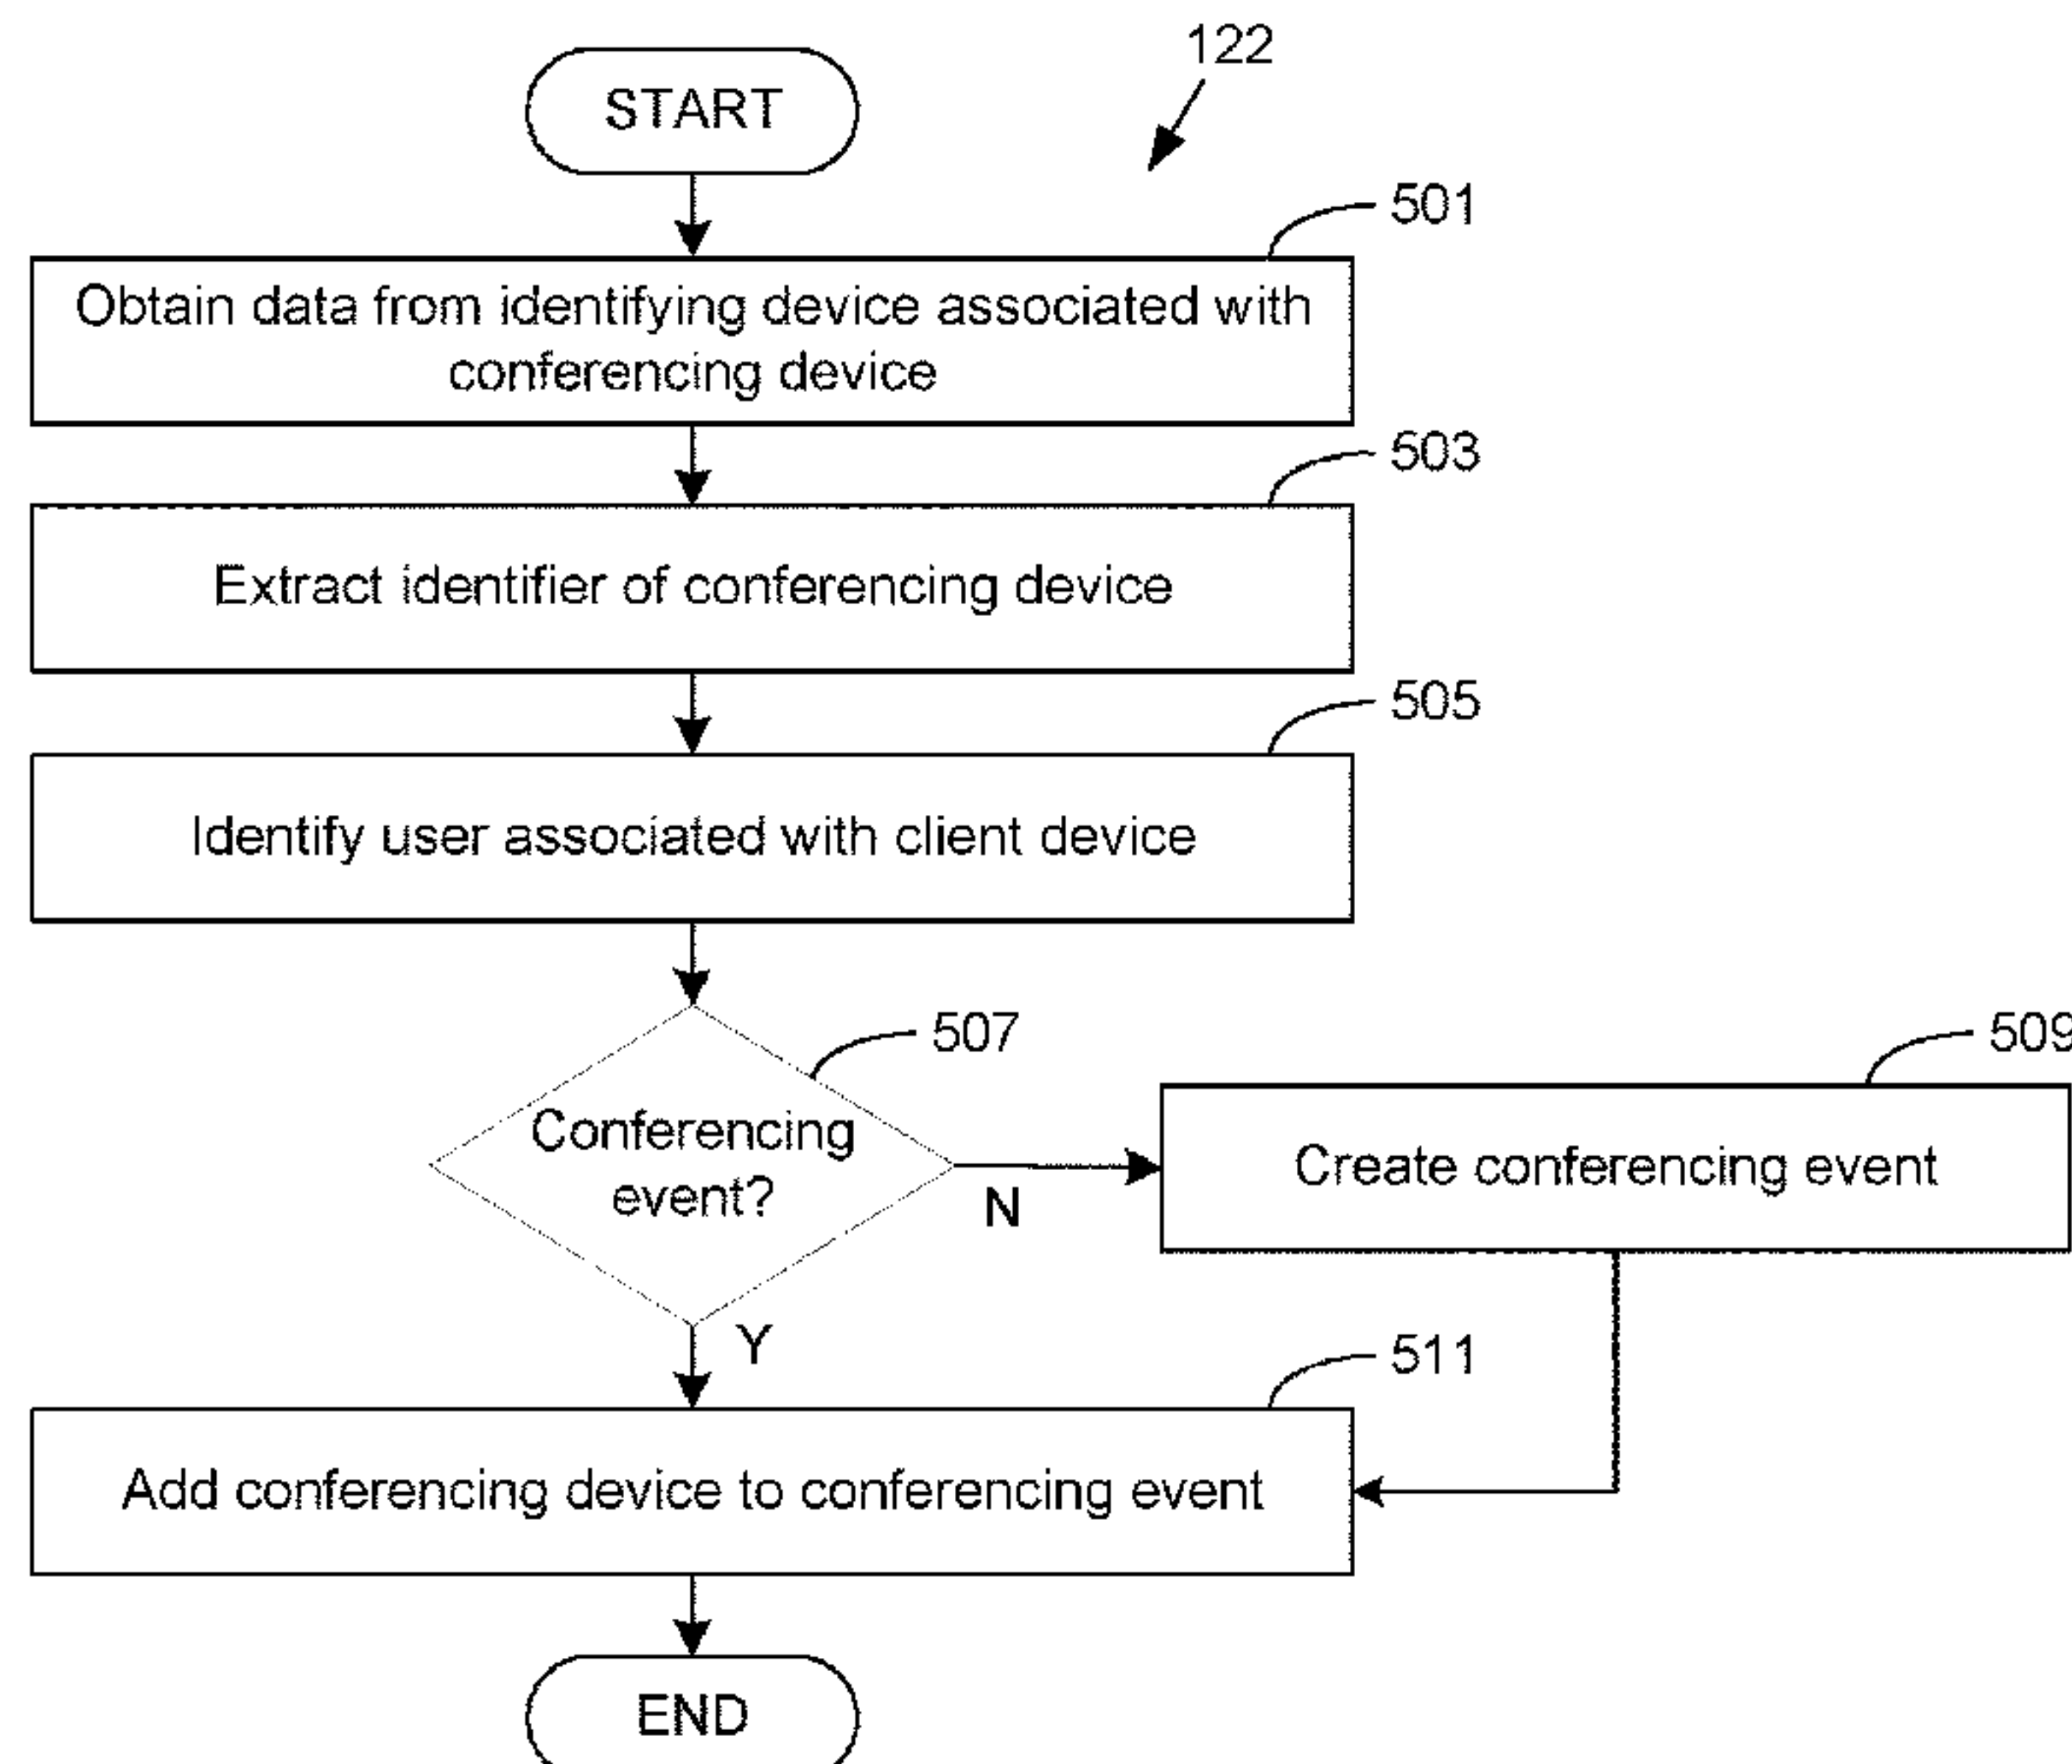 122
START
501
Obtain data from identifying device associated with
conferencing device
503
Extract identifier of conferencing device
505
Identify user associated with client device
507
509
Conferencing
event?
N
Create conferencing event
Y
511
Add conferencing device to conferencing event
END